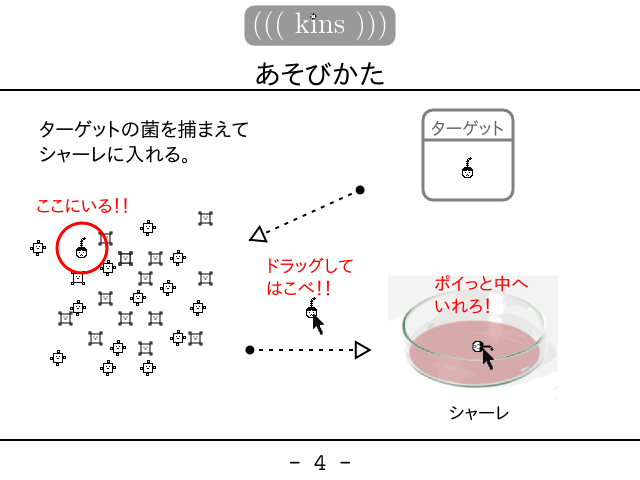 ((( kins )))
あそびかた
ターゲットの菌を捕まえて
シャーレに入れる。
ターゲット
ここにいる!!
ドラッグして
はこべ!!
ポイっと中へ
いれろ!
シャーレ
- 4 -